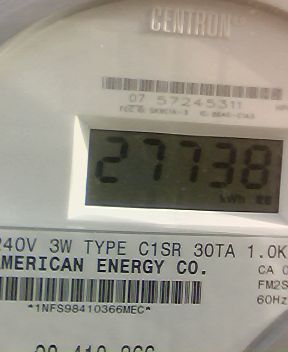 CENTRON
07 57245311
27738
kWh
240V 3W TYPE C1SR 30TA 1.0K
AMERICAN ENERGY CO.
CA 0
FM2S
60Hz
*1NFS98410366MEC*